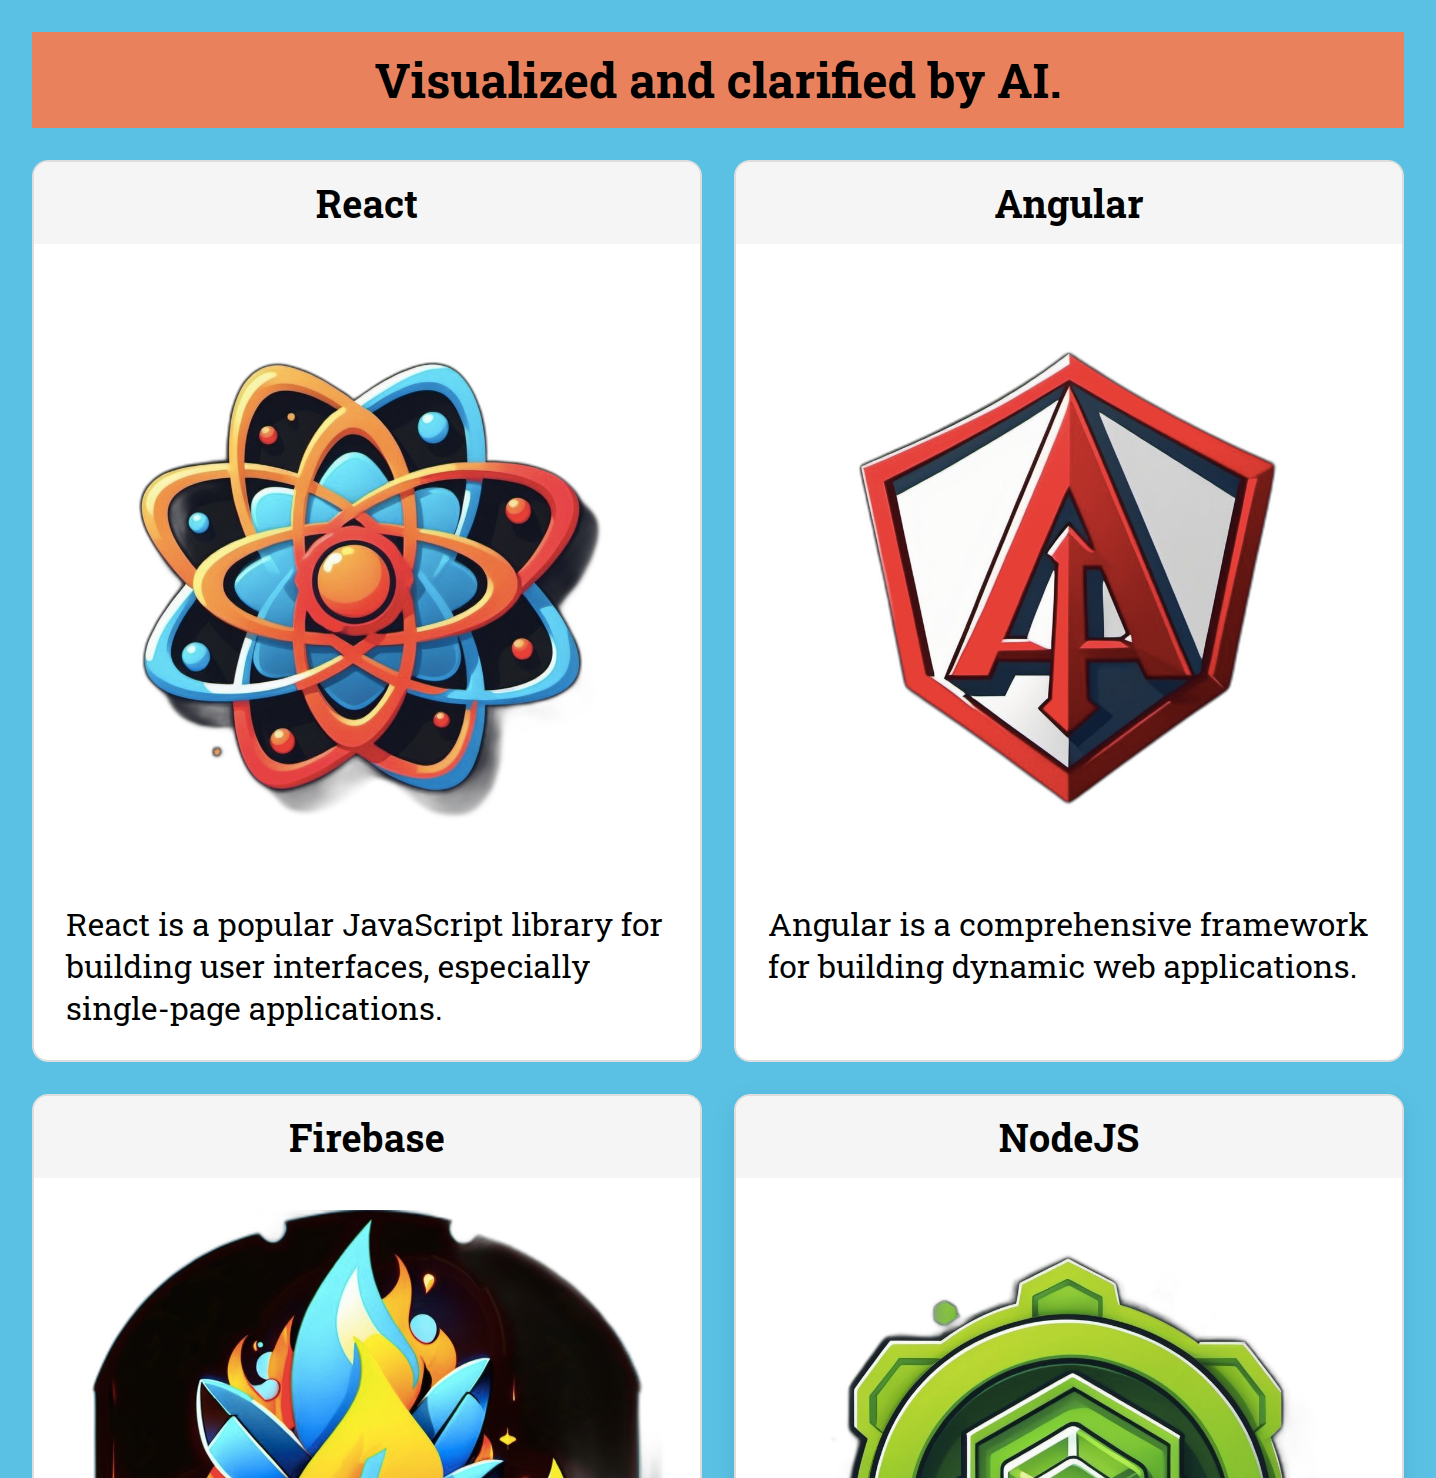 Visualized and clarified by AI.
React
Angular
React is a popular JavaScript library for
building user interfaces, especially
single-page applications.
Angular is a comprehensive framework
for building dynamic web applications.
Firebase
NodeJS